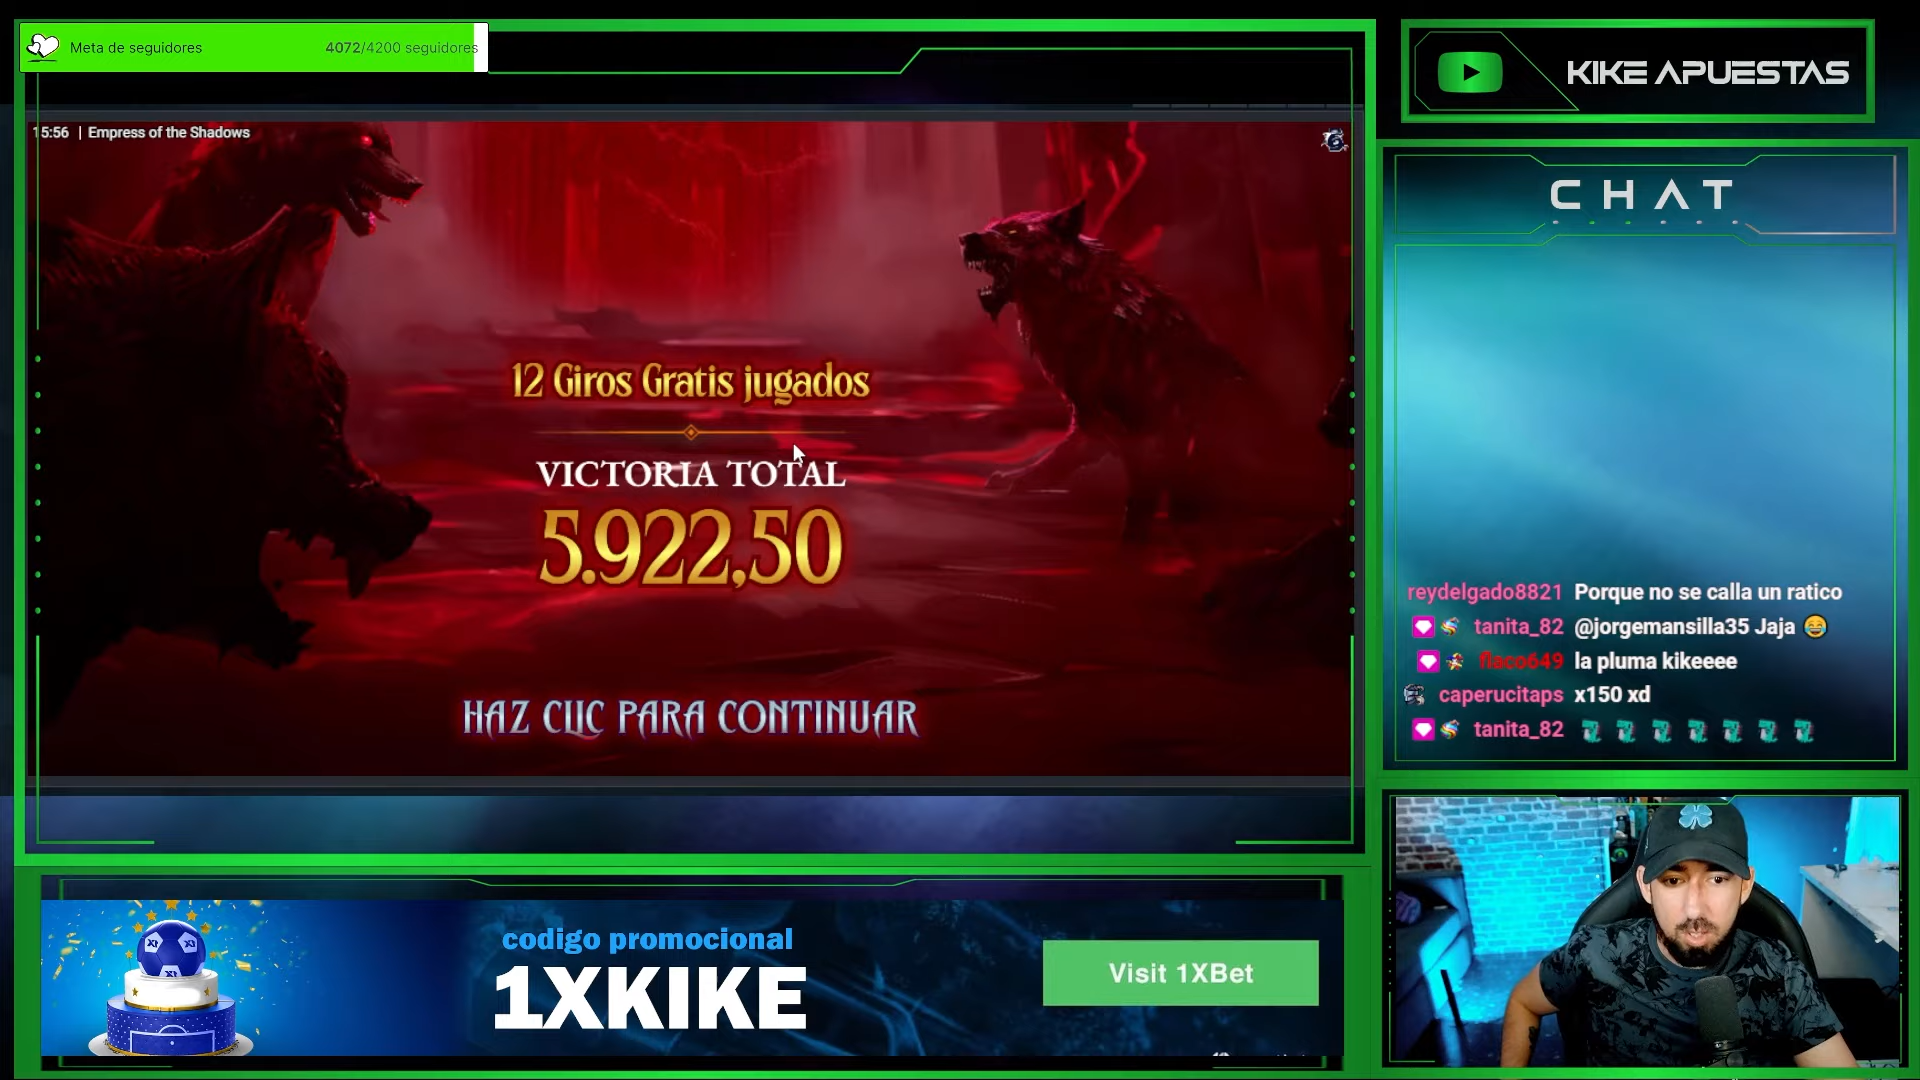 Meta de seguidores 4072/4200 seguidores
KIKE APUESTAS
15:56 | Empress of the Shadows
CHAT
12 Giros Gratis jugados
VICTORIA TOTAL
5.922,50
HAZ CLIC PARA CONTINUAR
reydelgado8821 Porque no se calla un ratico
tanita_82 @jorgemansilla35 Jaja 😂
flaco649 la pluma kikeeee
caperucitaps x150 xd
tanita_82
codigo promocional
1XKIKE
Visit 1XBet